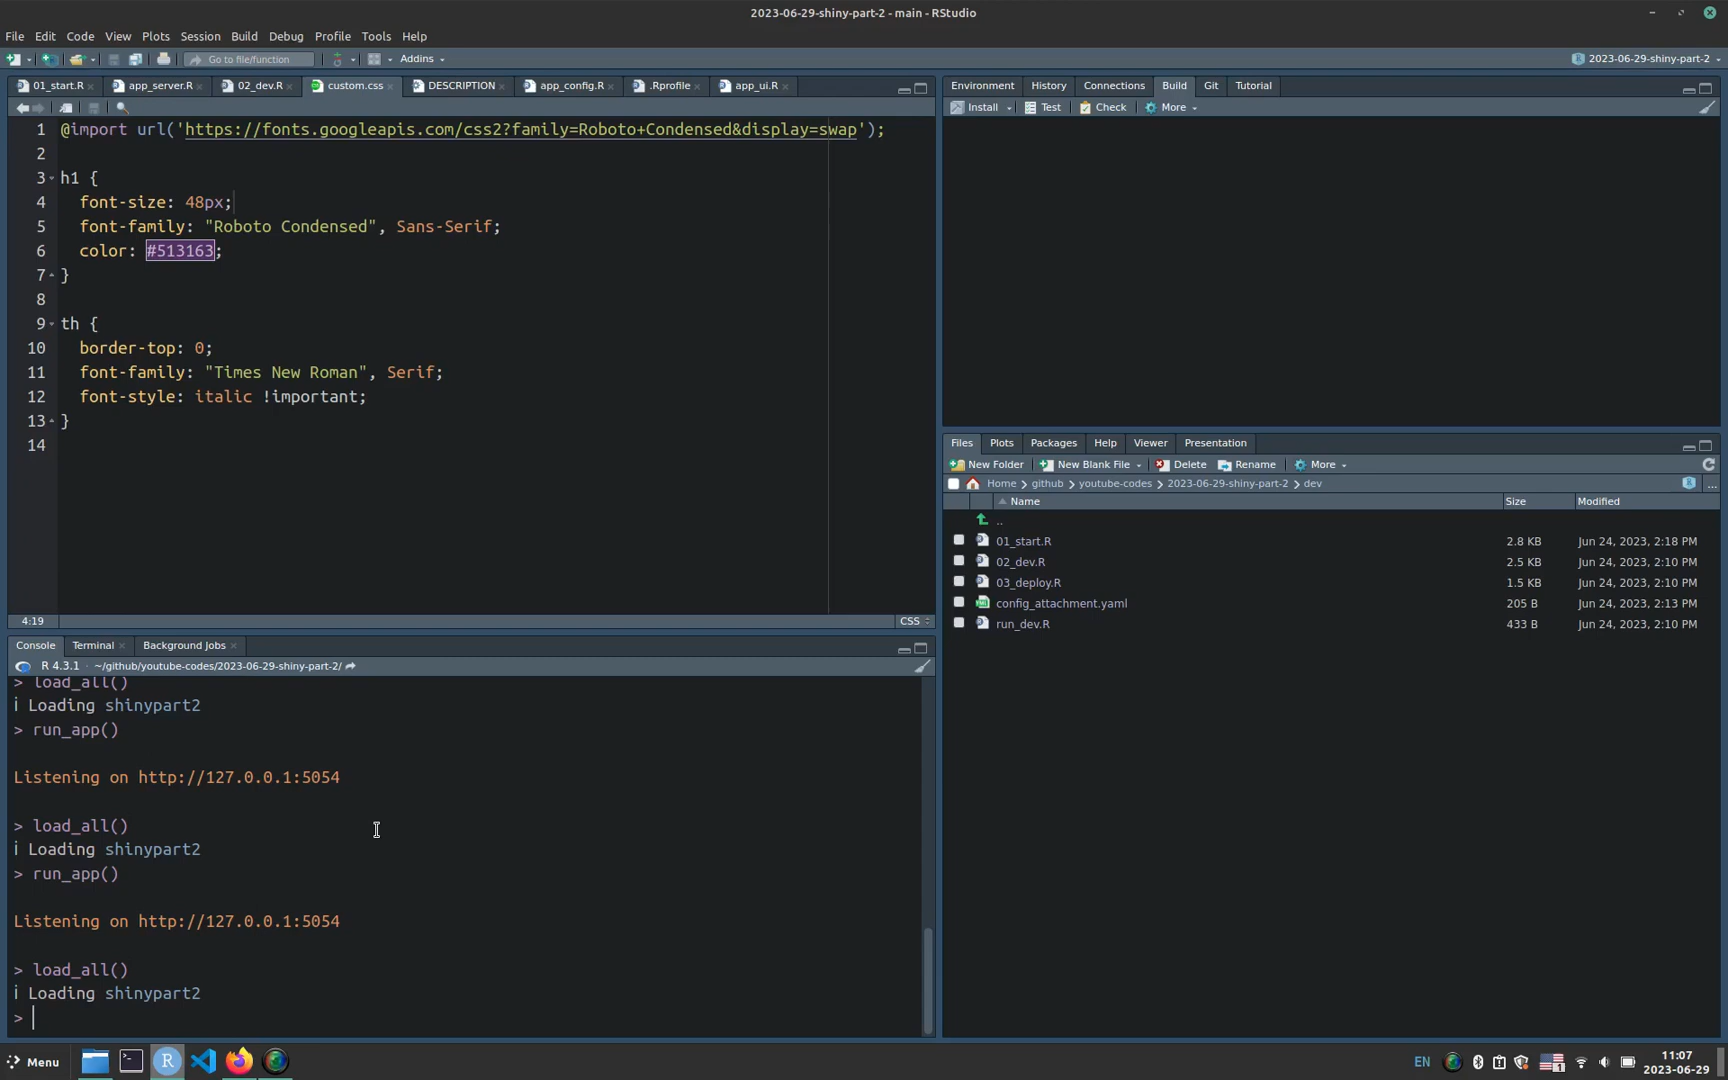 2023-06-29-shiny-part-2 - main - RStudio
File Edit Code View Plots Session Build Debug Profile Tools Help
Go to file/function Addins 2023-06-29-shiny-part-2
01_start.R app_server.R 02_dev.R custom.css DESCRIPTION app_config.R .Rprofile app_ui.R
1 @import url('https://fonts.googleapis.com/css2?family=Roboto+Condensed&display=swap');
2
3 h1 {
4 font-size: 48px;
5 font-family: "Roboto Condensed", Sans-Serif;
6 color: #513163;
7 }
8
9 th {
10 border-top: 0;
11 font-family: "Times New Roman", Serif;
12 font-style: italic !important;
13 }
14
4:19 CSS
Console Terminal Background Jobs
R 4.3.1 · ~/github/youtube-codes/2023-06-29-shiny-part-2/
> load_all()
i Loading shinypart2
> run_app()
Listening on http://127.0.0.1:5054
> load_all()
i Loading shinypart2
> run_app()
Listening on http://127.0.0.1:5054
> load_all()
i Loading shinypart2
>
Environment History Connections Build Git Tutorial
Install Test Check More
Files Plots Packages Help Viewer Presentation
New Folder New Blank File Delete Rename More
Home github youtube-codes 2023-06-29-shiny-part-2 dev
Name Size Modified
..
01_start.R 2.8 KB Jun 24, 2023, 2:18 PM
02_dev.R 2.5 KB Jun 24, 2023, 2:10 PM
03_deploy.R 1.5 KB Jun 24, 2023, 2:10 PM
config_attachment.yaml 205 B Jun 24, 2023, 2:13 PM
run_dev.R 433 B Jun 24, 2023, 2:10 PM
Menu EN 11:07
2023-06-29